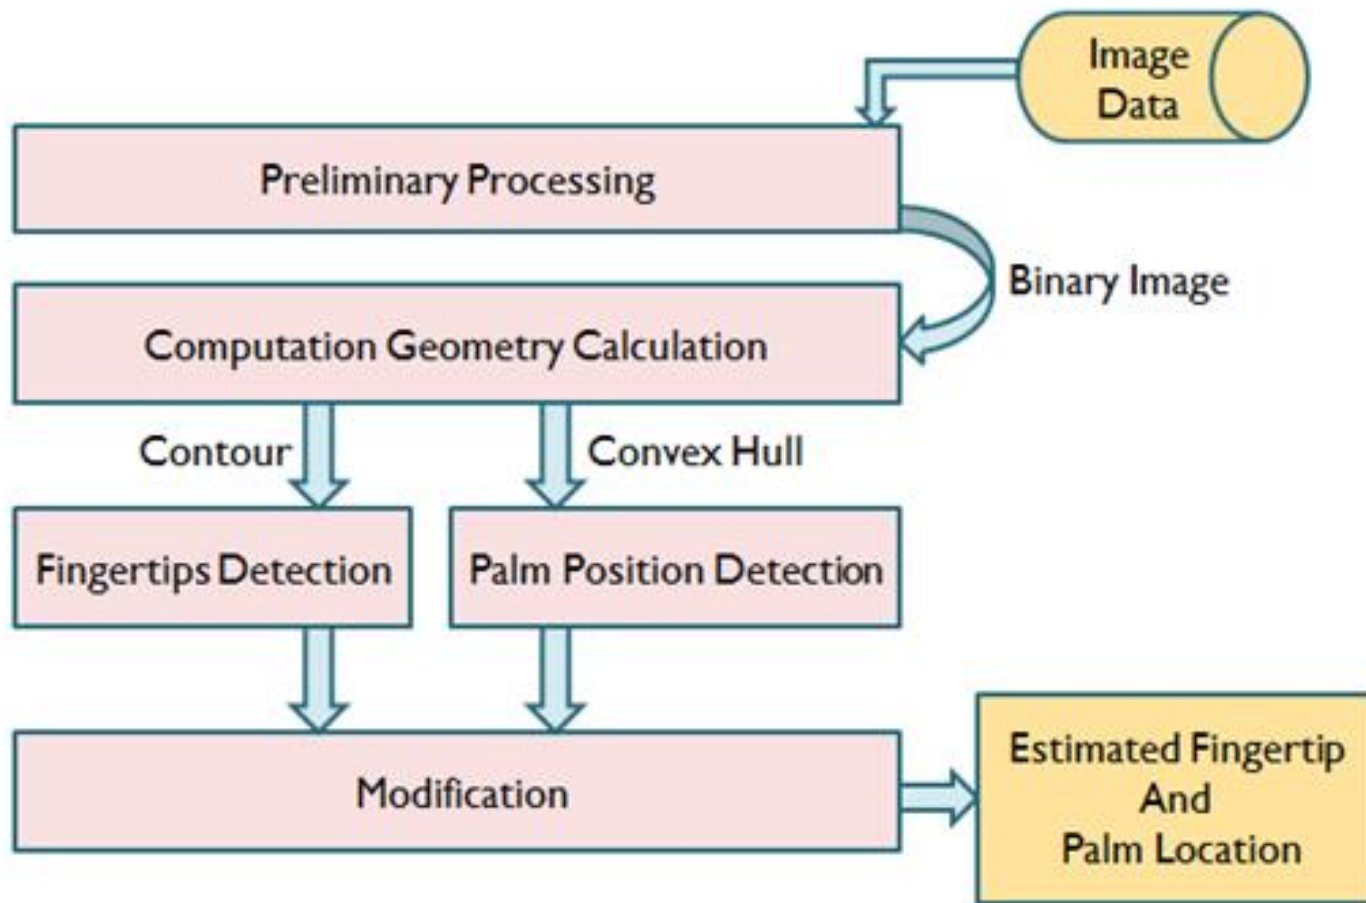 Image
Data
Preliminary Processing
Binary Image
Computation Geometry Calculation
Contour
Convex Hull
Fingertips Detection
Palm Position Detection
Modification
Estimated Fingertip
And
Palm Location